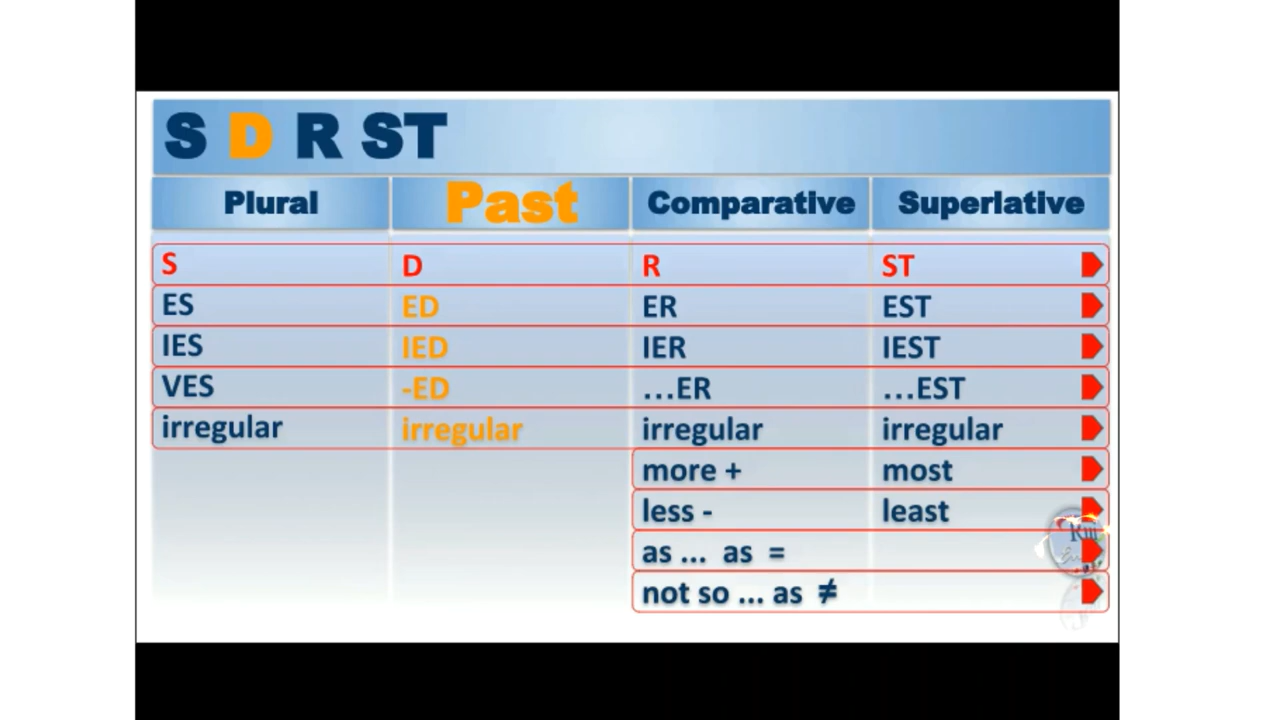 S D R ST
Plural Past Comparative Superlative
S D R ST
ES ED ER EST
IES IED IER IEST
VES -ED ...ER ...EST
irregular irregular irregular irregular
more + most
less - least
as ... as =
not so ... as ≠